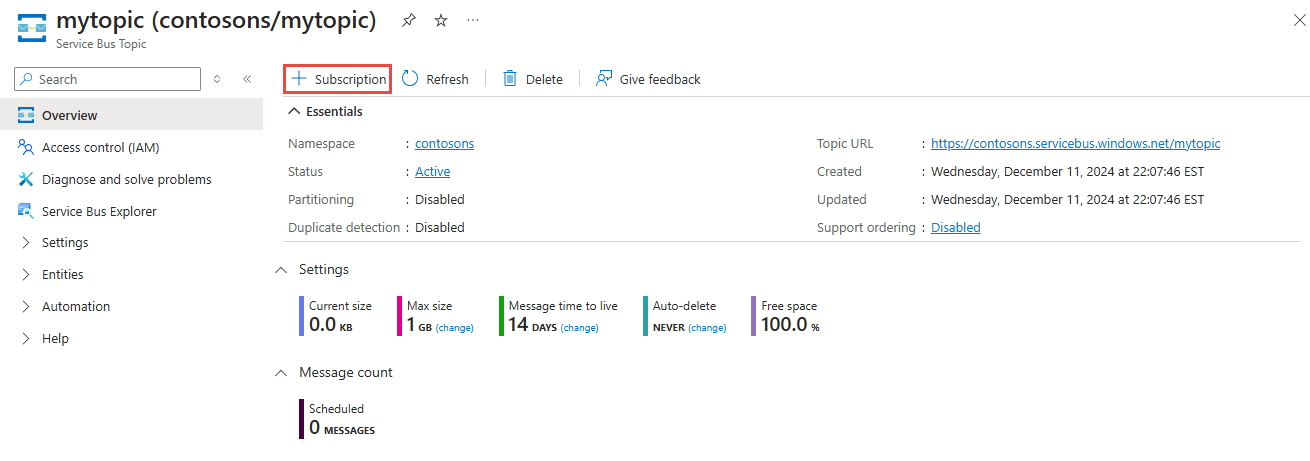 mytopic (contosons/mytopic)
...
Service Bus Topic
Search
Overview
Access control (IAM)
Diagnose and solve problems
Service Bus Explorer
Settings
Entities
Automation
Help
Subscription Refresh Delete Give feedback
Essentials
Namespace : contosons
Status : Active
Partitioning : Disabled
Duplicate detection : Disabled
Topic URL : https://contosons.servicebus.windows.net/mytopic
Created : Wednesday, December 11, 2024 at 22:07:46 EST
Updated : Wednesday, December 11, 2024 at 22:07:46 EST
Support ordering : Disabled
Settings
Current size
0.0 KB
Max size
1 GB (change)
Message time to live
14 DAYS (change)
Auto-delete
NEVER (change)
Free space
100.0 %
Message count
Scheduled
0 MESSAGES